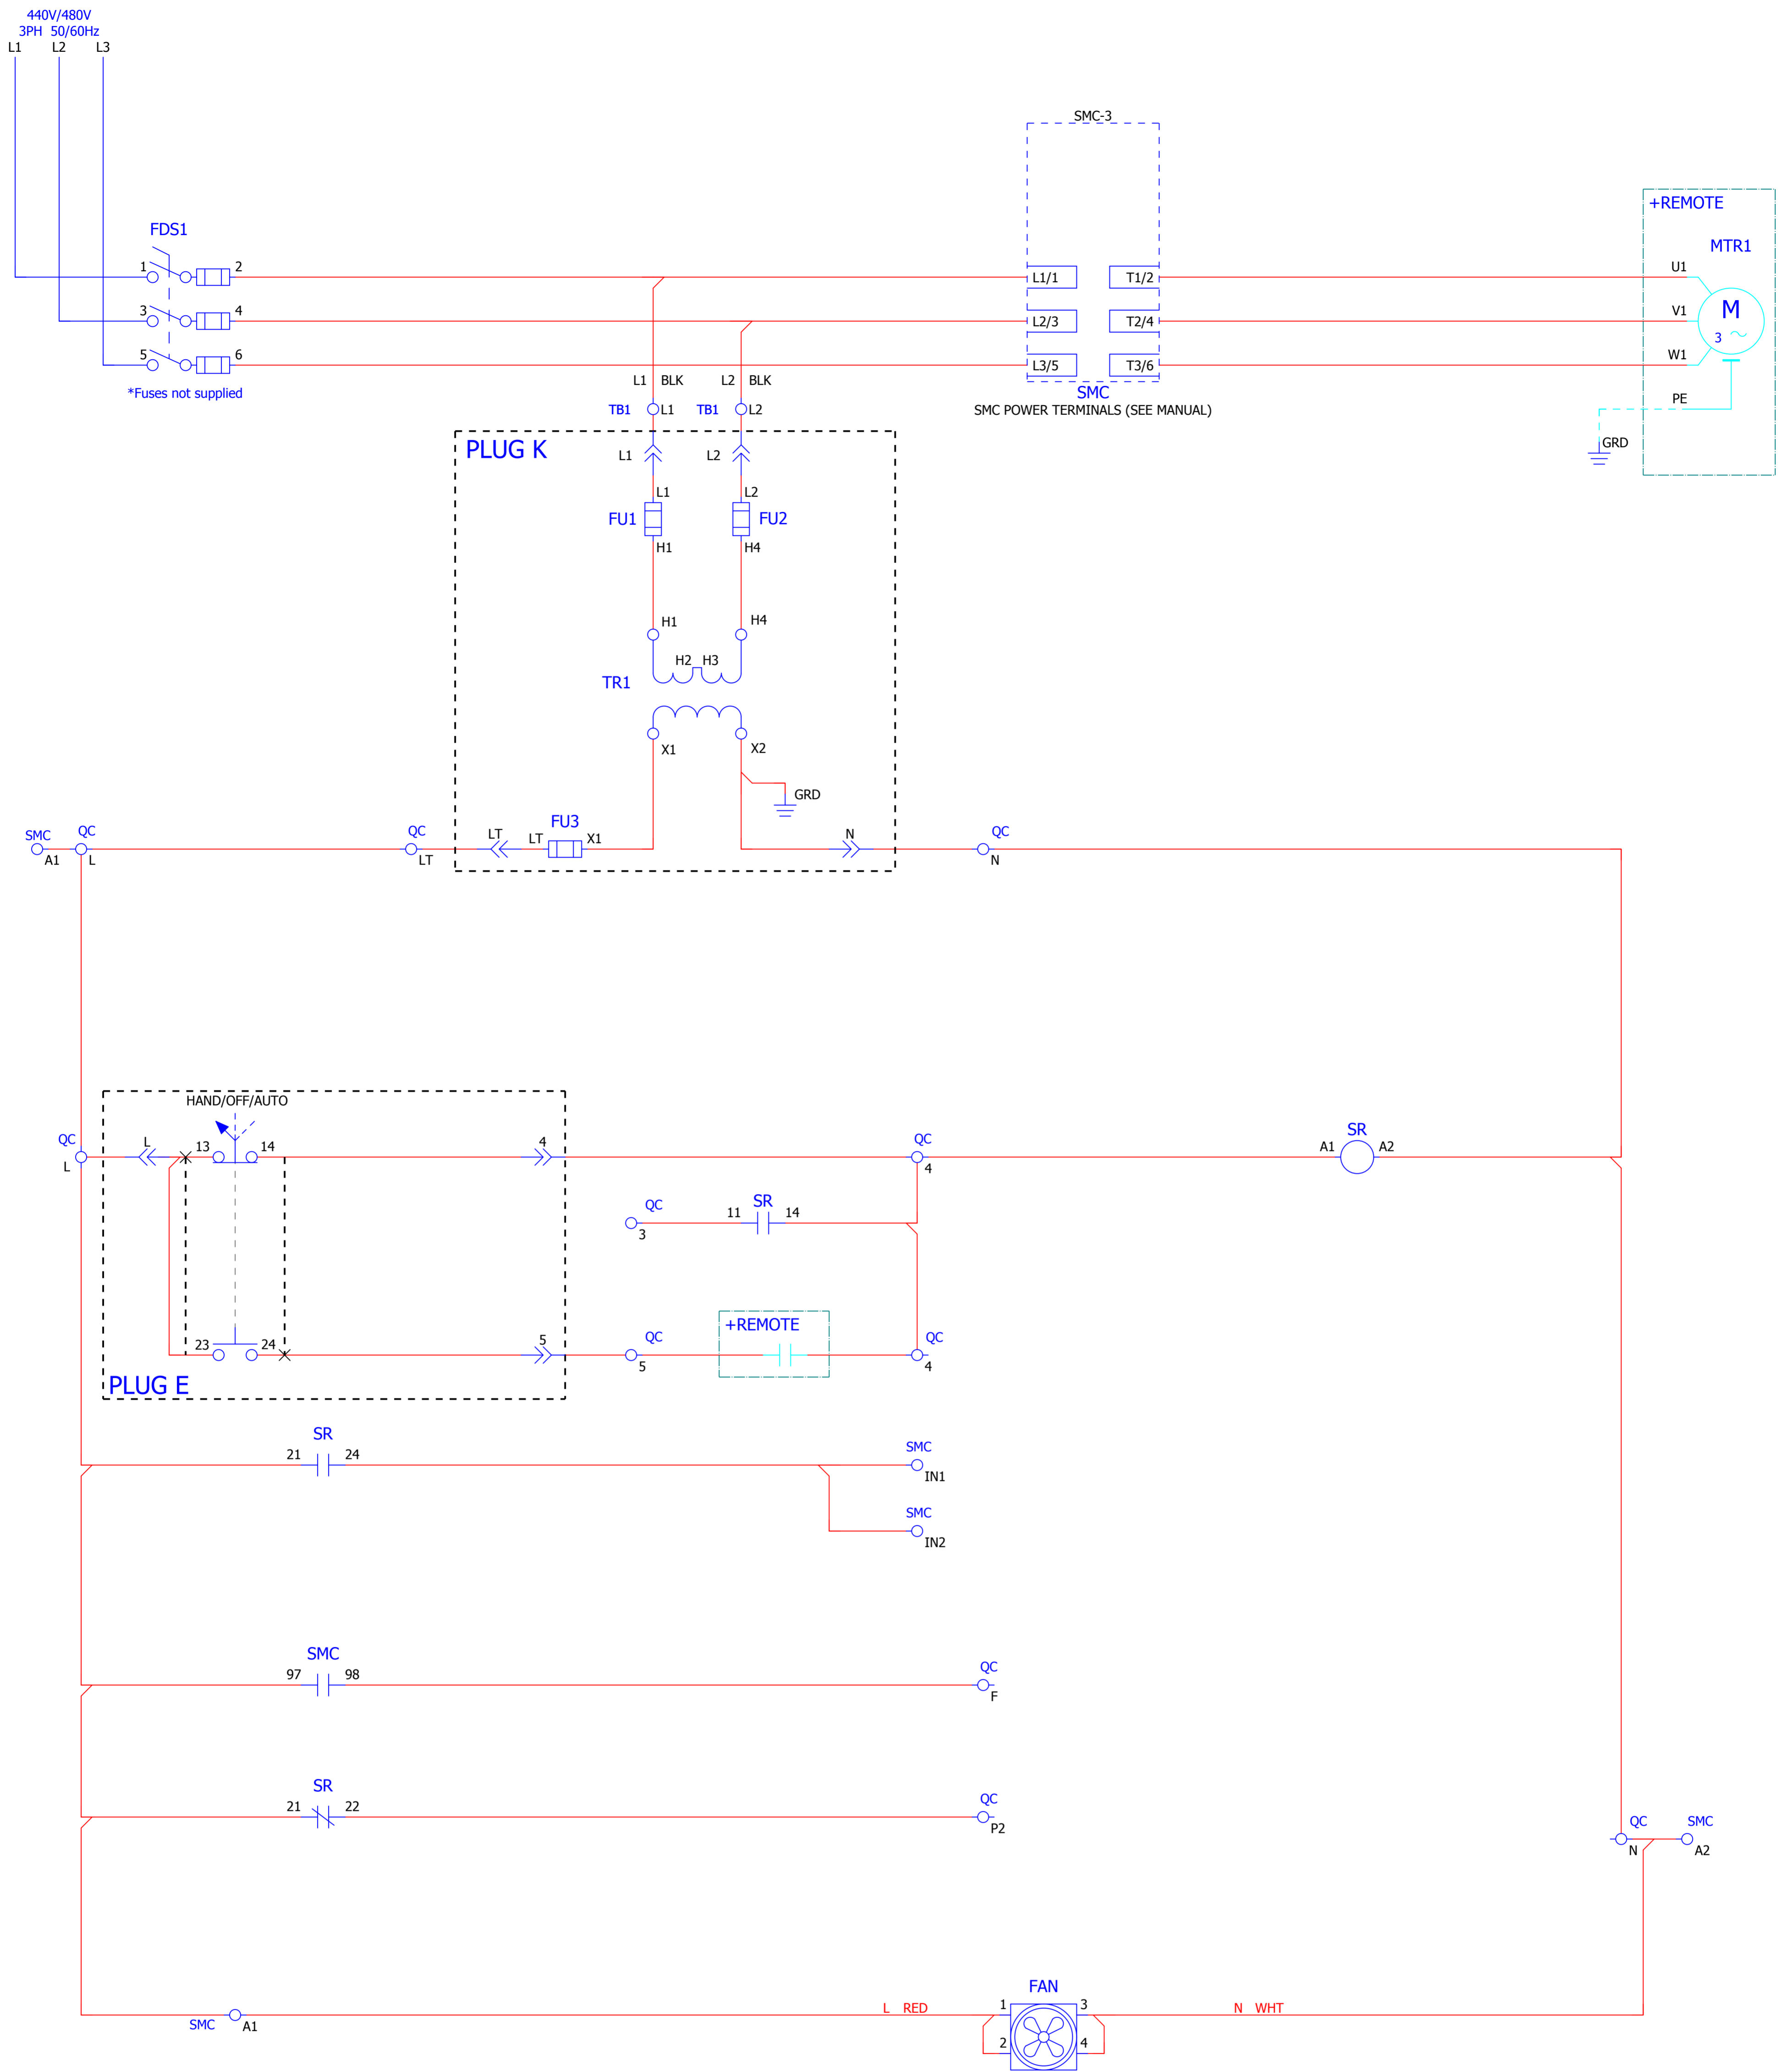 440V/480V
3PH 50/60Hz
L1 L2 L3
SMC-3
+REMOTE
FDS1
MTR1
1 2
L1/1 T1/2
U1
3 4
L2/3 T2/4
V1
M
3
5 6
L3/5 T3/6
W1
*Fuses not supplied
L1 BLK L2 BLK
SMC
PE
TB1 L1 TB1 L2
SMC POWER TERMINALS (SEE MANUAL)
GRD
PLUG K
L1 L2
L1 L2
FU1 FU2
H1 H4
H1 H4
H2 H3
TR1
X1 X2
GRD
FU3
SMC QC QC LT LT X1 N QC
A1 L LT N
HAND/OFF/AUTO
QC L 13 14 4 QC SR
A1 A2
L 4
QC SR
11 14
3
+REMOTE
23 24 5 QC QC
5 4
PLUG E
SR
21 24 SMC
IN1
SMC
IN2
SMC
97 98 QC
F
SR
21 22 QC
P2
QC SMC
N A2
FAN
L RED 1 3 N WHT
SMC A1
2 4